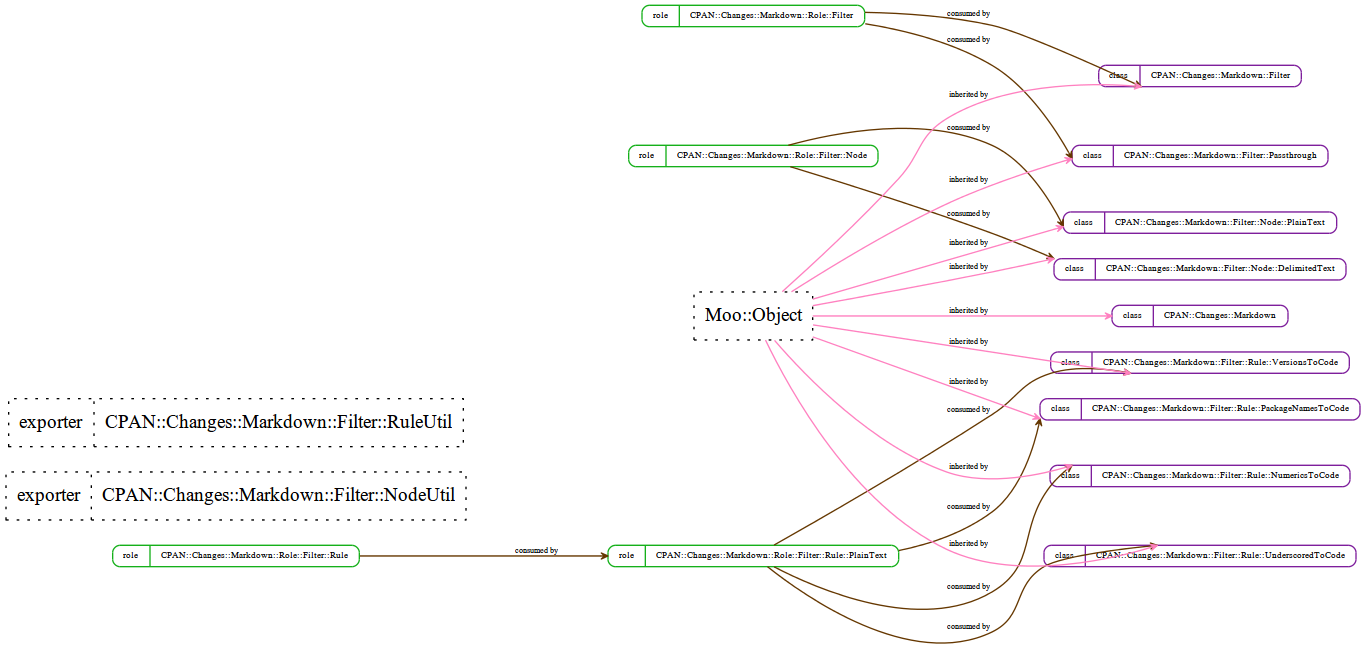 role CPAN::Changes::Markdown::Role::Filter
consumed by
consumed by
class CPAN::Changes::Markdown::Filter
inherited by
consumed by
role CPAN::Changes::Markdown::Role::Filter::Node
class CPAN::Changes::Markdown::Filter::Passthrough
inherited by
consumed by
class CPAN::Changes::Markdown::Filter::Node::PlainText
inherited by
inherited by
class CPAN::Changes::Markdown::Filter::Node::DelimitedText
Moo::Object
inherited by
class CPAN::Changes::Markdown
inherited by
class CPAN::Changes::Markdown::Filter::Rule::VersionsToCode
inherited by
consumed by
class CPAN::Changes::Markdown::Filter::Rule::PackageNamesToCode
exporter CPAN::Changes::Markdown::Filter::RuleUtil
inherited by
class CPAN::Changes::Markdown::Filter::Rule::NumericsToCode
exporter CPAN::Changes::Markdown::Filter::NodeUtil
consumed by
inherited by
role CPAN::Changes::Markdown::Role::Filter::Rule
consumed by
role CPAN::Changes::Markdown::Role::Filter::Rule::PlainText
class CPAN::Changes::Markdown::Filter::Rule::UnderscoredToCode
consumed by
consumed by